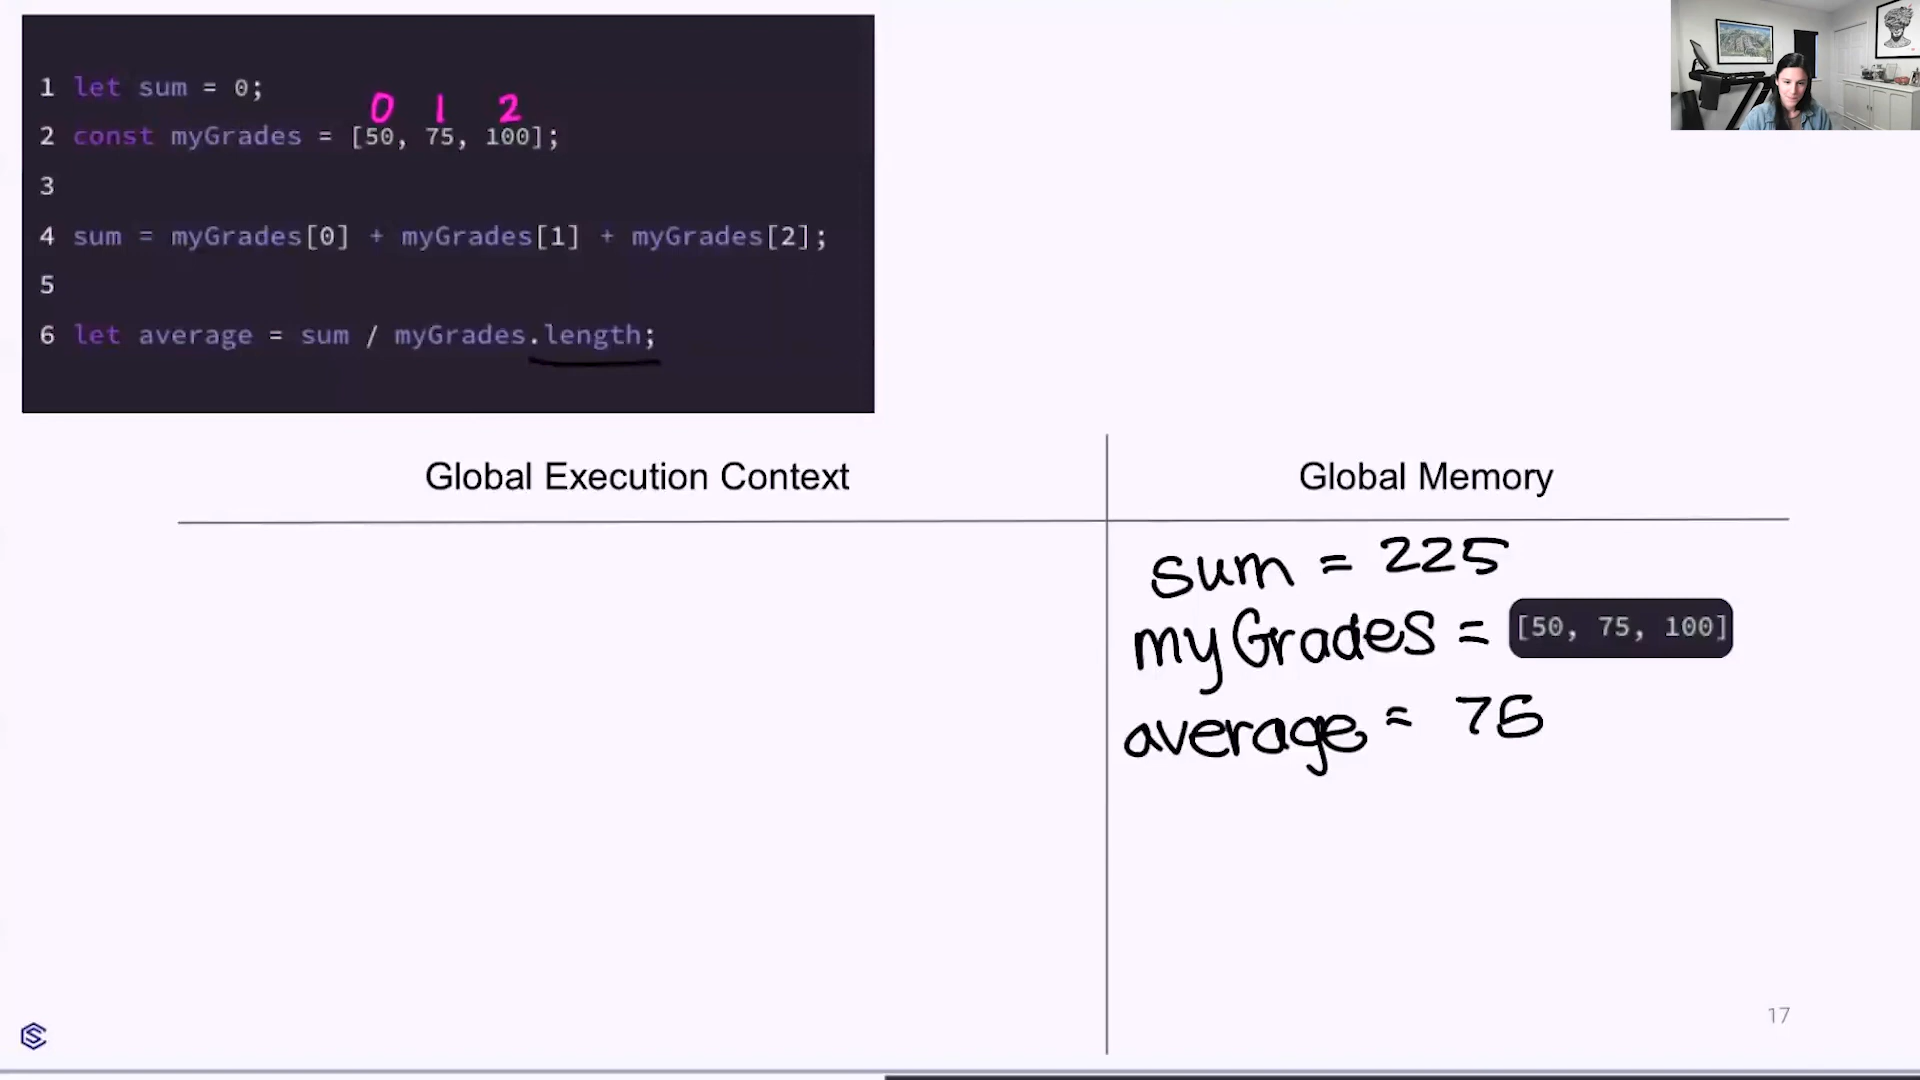 1 let sum = 0;
0 1 2
2 const myGrades = [50, 75, 100];
3
4 sum = myGrades[0] + myGrades[1] + myGrades[2];
5
6 let average = sum / myGrades.length;
Global Execution Context
Global Memory
sum = 225
myGrades = [50, 75, 100]
average = 75
17